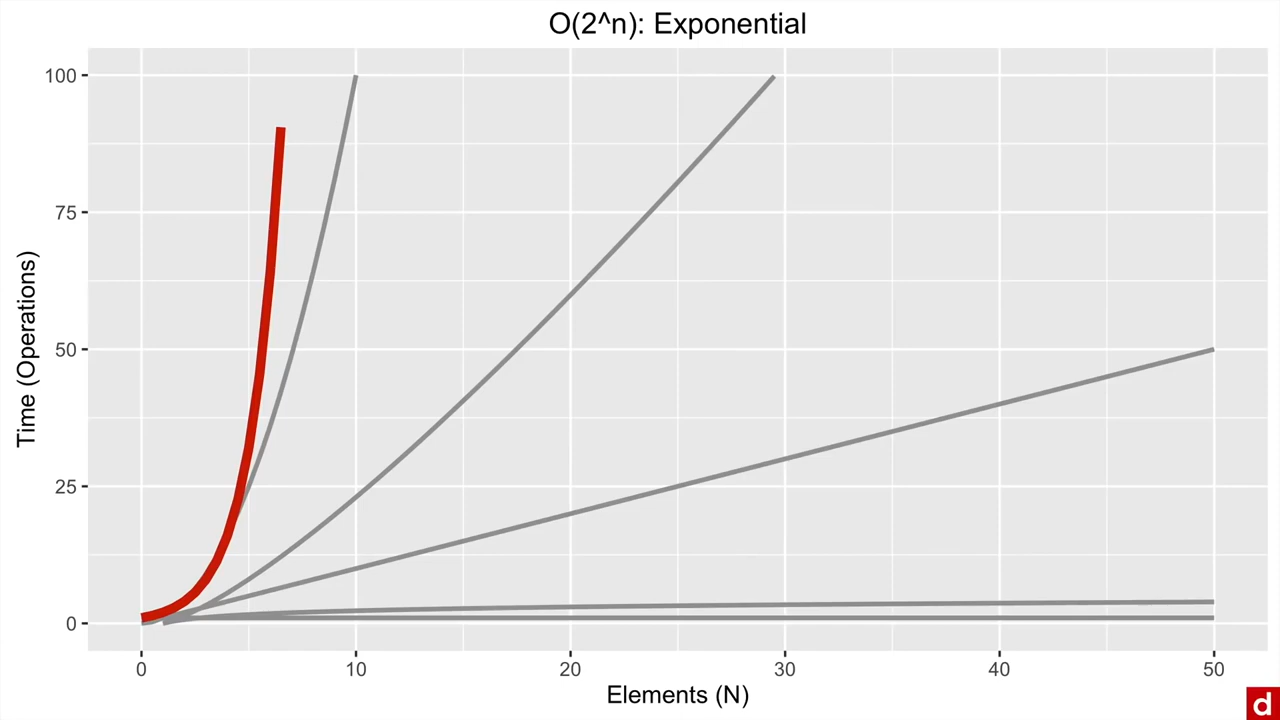 O(2^n): Exponential
Time (Operations)
100
75
50
25
0
0 10 20 30 40 50
Elements (N)
d